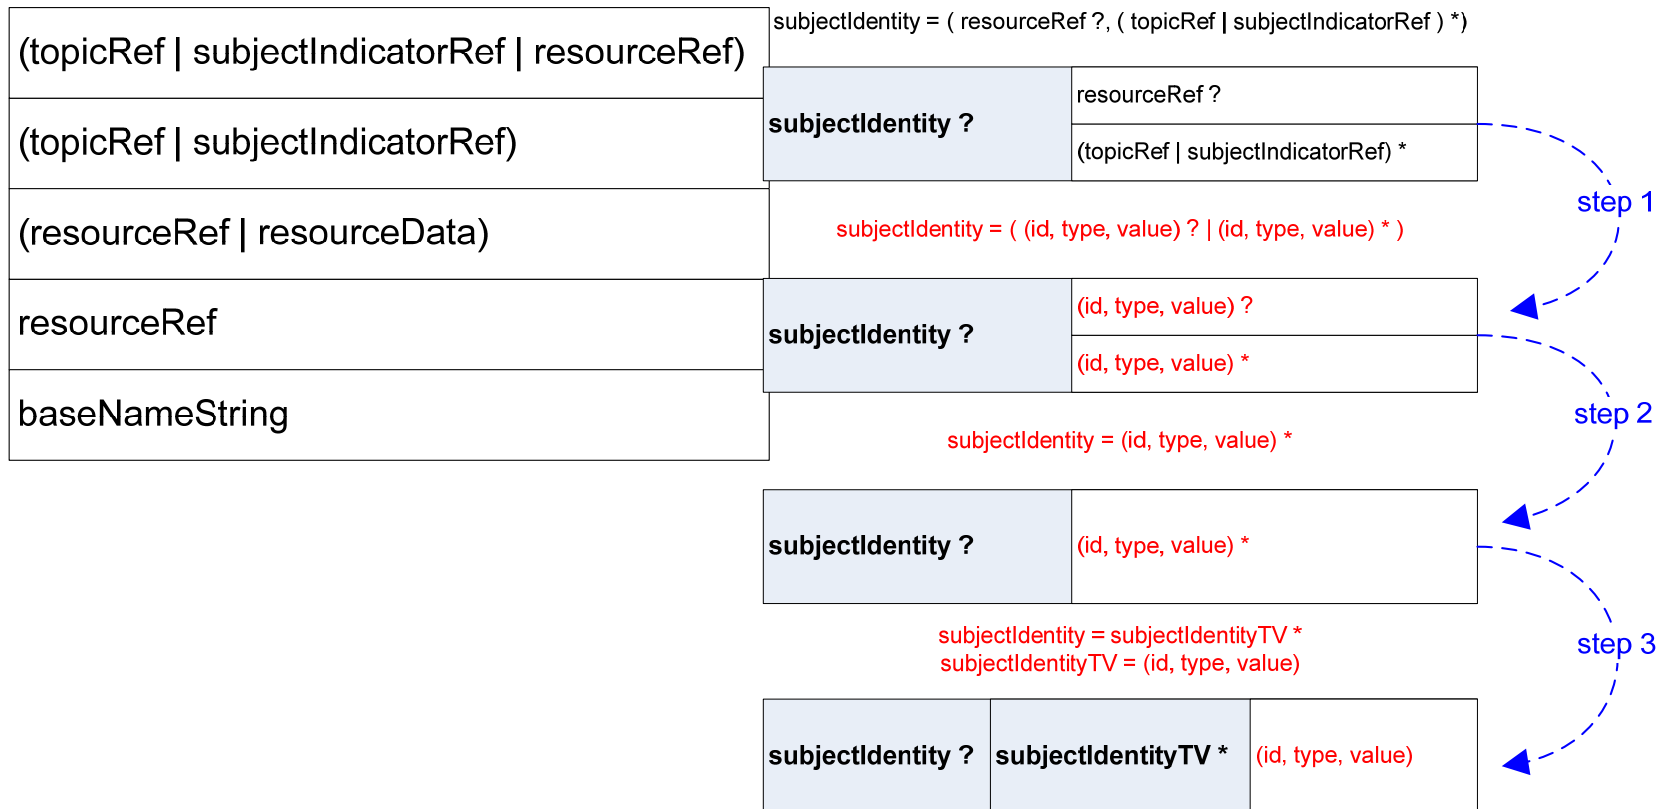 (topicRef | subjectIndicatorRef | resourceRef)
(topicRef | subjectIndicatorRef)
(resourceRef | resourceData)
resourceRef
baseNameString
subjectIdentity = ( resourceRef ?, ( topicRef | subjectIndicatorRef ) *)
subjectIdentity ?
resourceRef ?
(topicRef | subjectIndicatorRef) *
step 1
subjectIdentity = ( (id, type, value) ? | (id, type, value) * )
subjectIdentity ?
(id, type, value) ?
(id, type, value) *
step 2
subjectIdentity = (id, type, value) *
subjectIdentity ?
(id, type, value) *
step 3
subjectIdentity = subjectIdentityTV *
subjectIdentityTV = (id, type, value)
subjectIdentity ?
subjectIdentityTV *
(id, type, value)